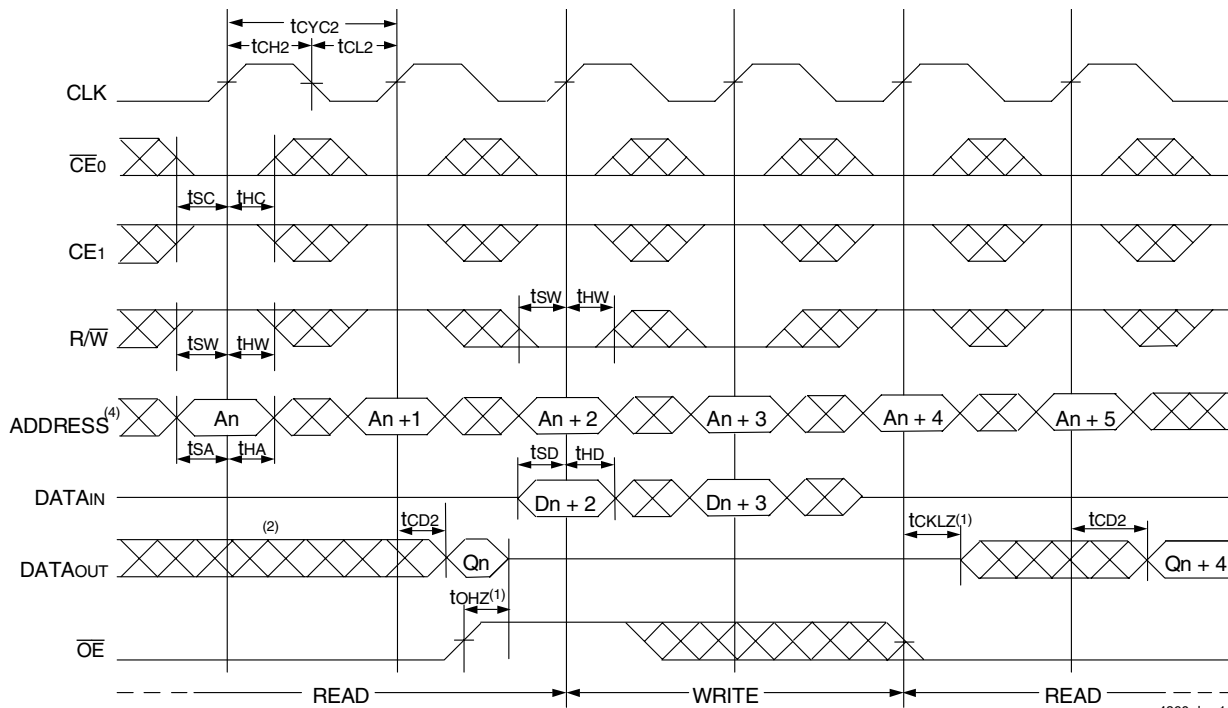 tCYC2
tCH2 tCL2
CLK
CE0
tSC tHC
CE1
tSW tHW
R/W
tSW tHW
ADDRESS(4) An An +1 An + 2 An + 3 An + 4 An + 5
tSA tHA
tSD tHD
DATAIN Dn + 2 Dn + 3
(2) tCD2 tCKLZ(1) tCD2
DATAOUT Qn Qn + 4
tOHZ(1)
OE
READ WRITE READ